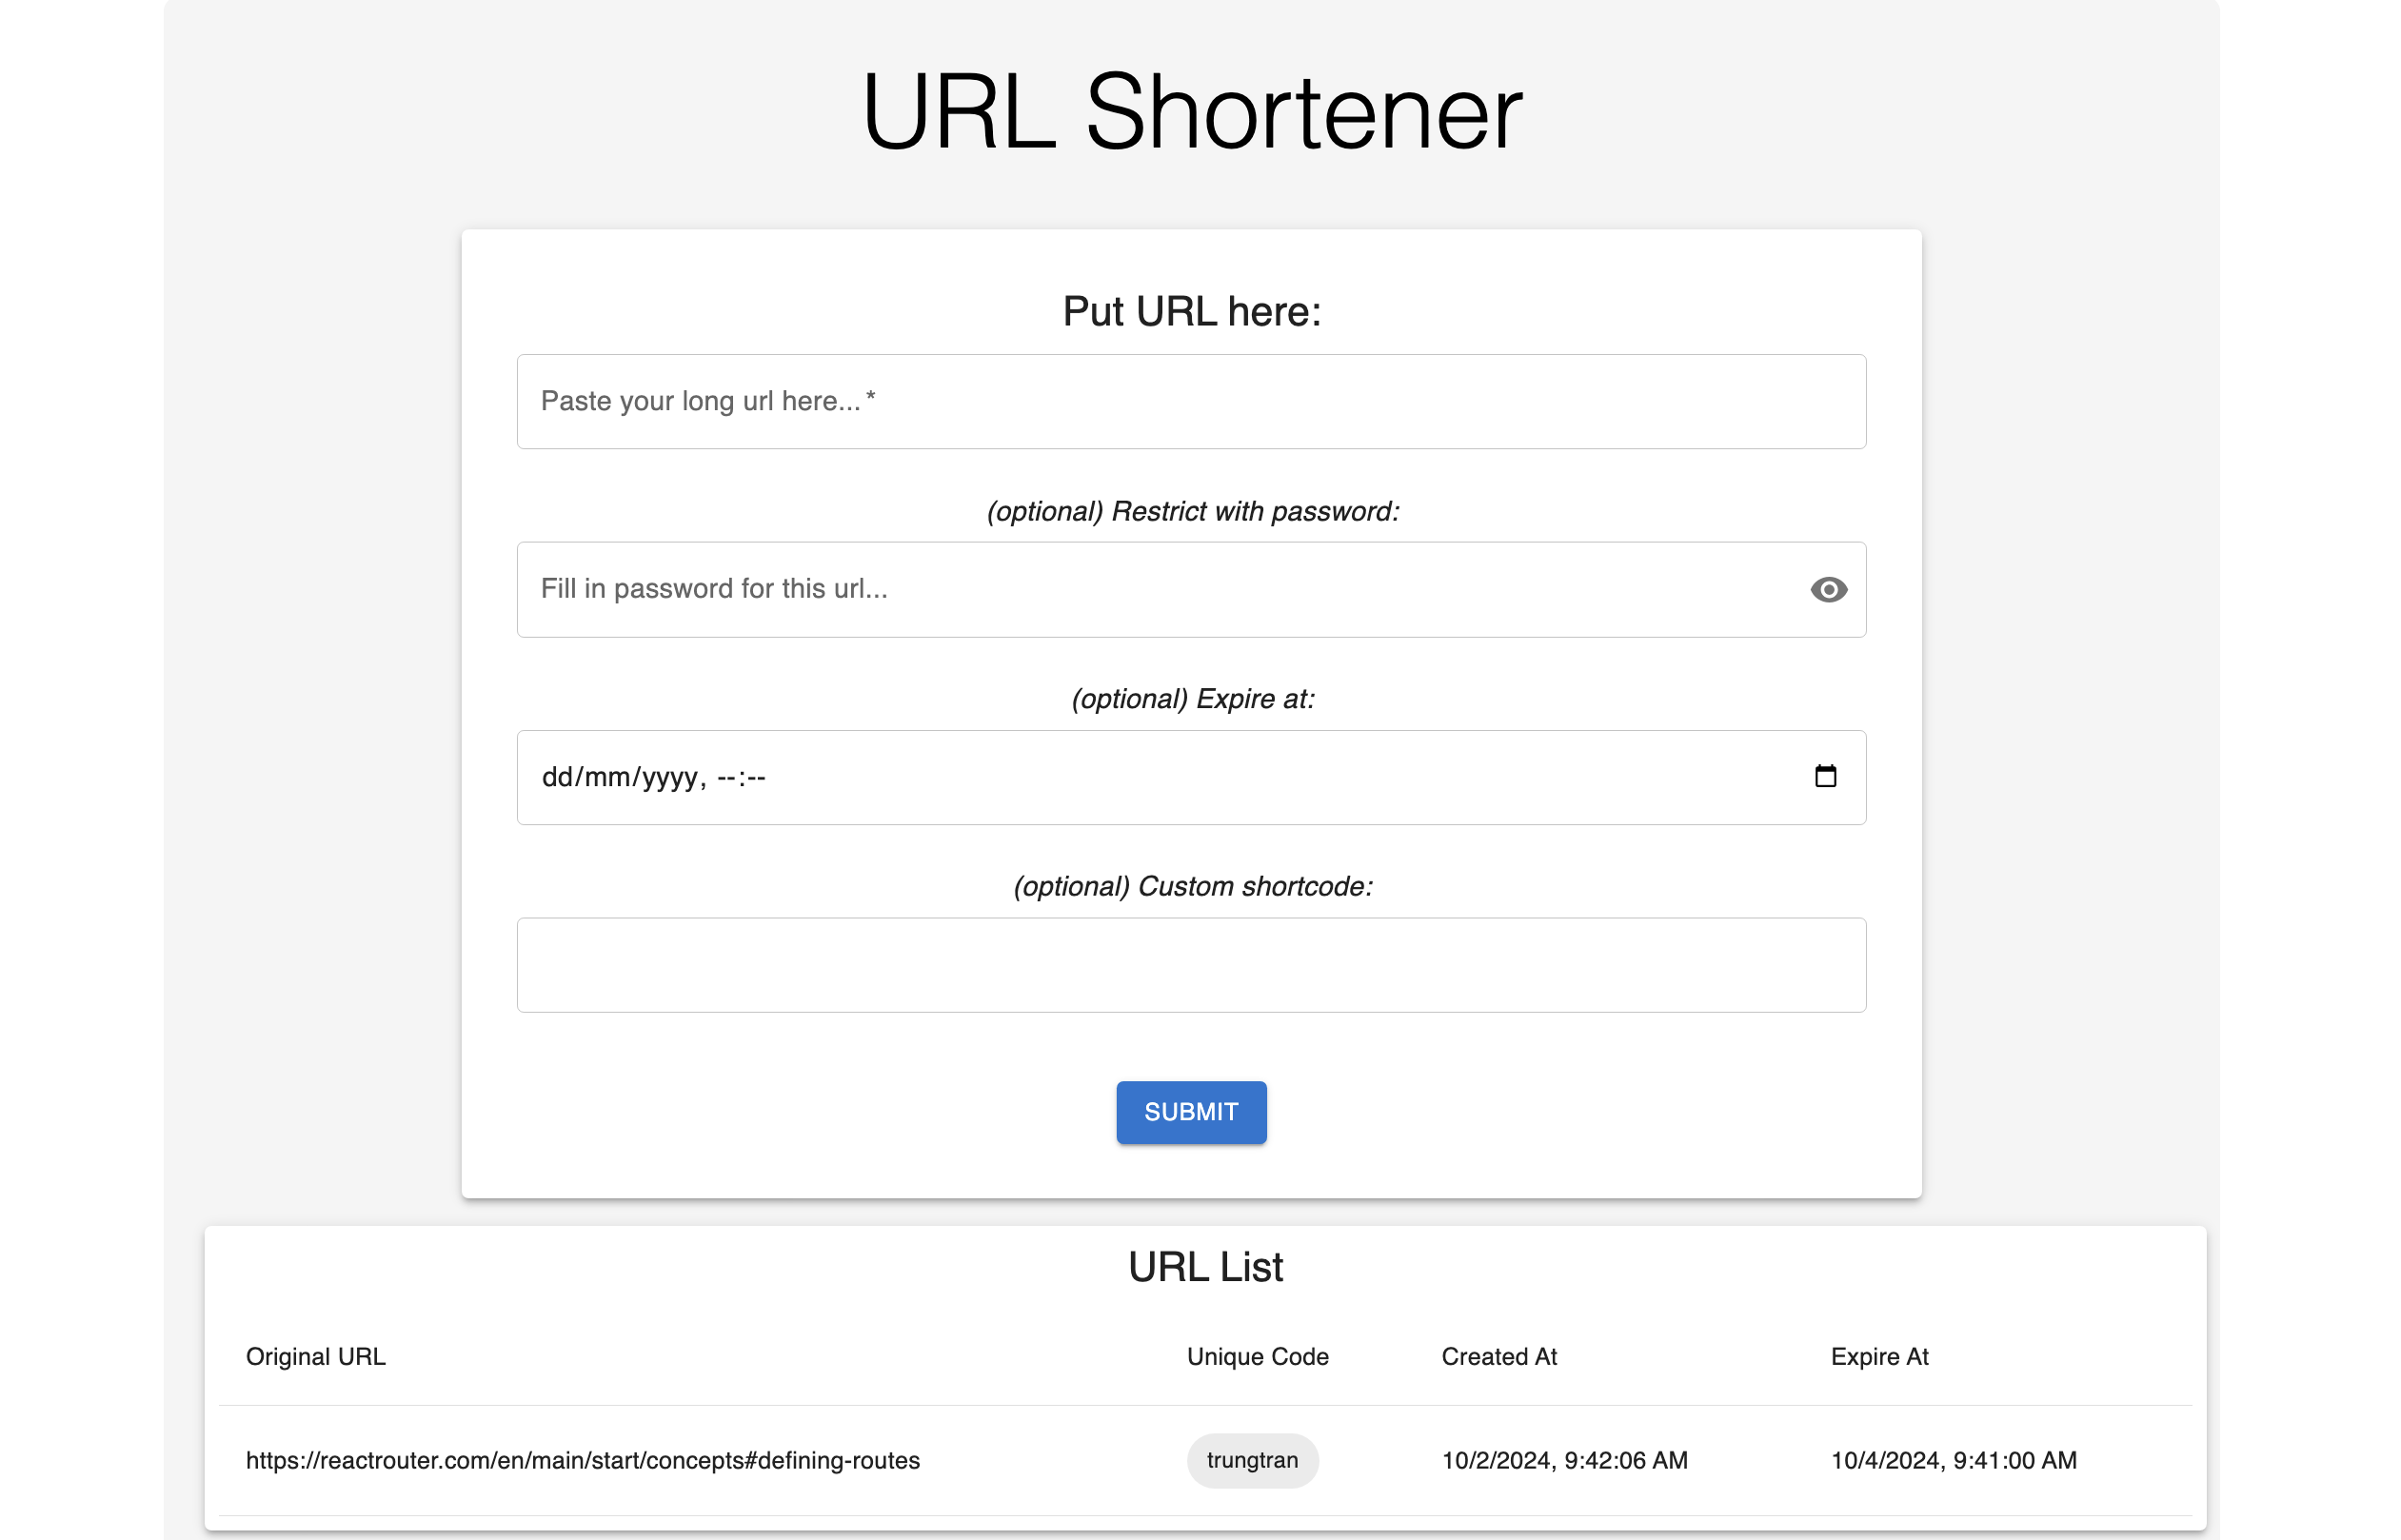 URL Shortener
Put URL here:
Paste your long url here... *
(optional) Restrict with password:
Fill in password for this url...
(optional) Expire at:
dd/mm/yyyy, --:--
(optional) Custom shortcode:
SUBMIT
URL List
Original URL Unique Code Created At Expire At
https://reactrouter.com/en/main/start/concepts#defining-routes trungtran 10/2/2024, 9:42:06 AM 10/4/2024, 9:41:00 AM